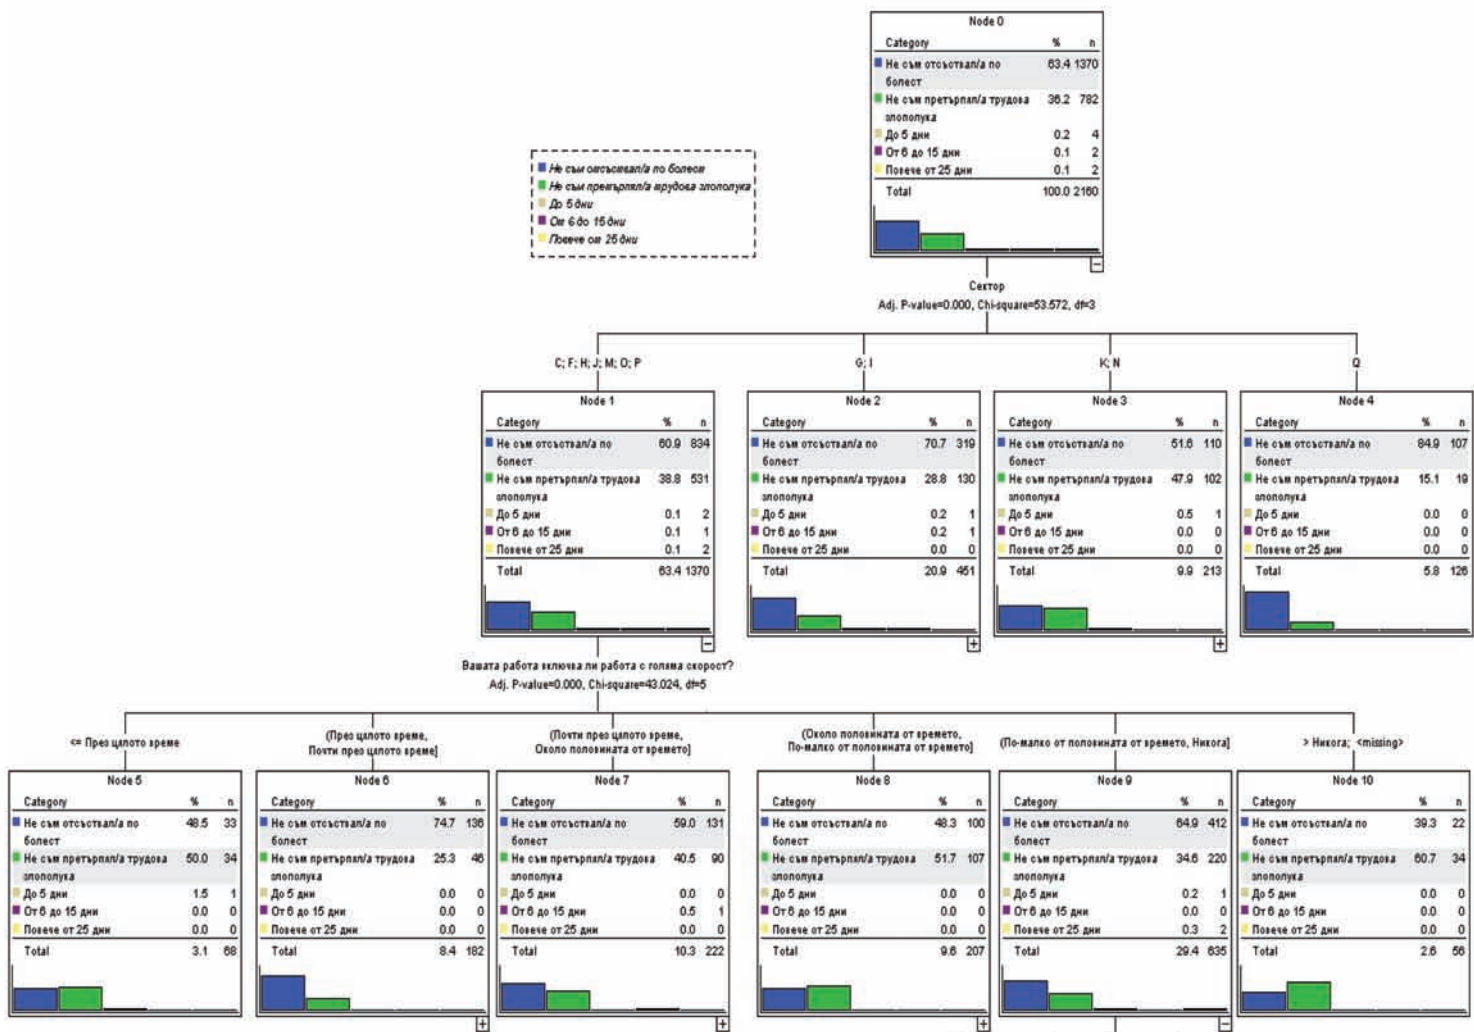 Node 0
Category % n
Не съм отсъствал/а по 63.4 1370
болест
Не съм претърпял/а трудова 36.2 782
злополука
До 5 дни 0.2 4
От 6 до 15 дни 0.1 2
Повече от 25 дни 0.1 2
Total 100.0 2160
Не съм отсъствал/а по болест
Не съм претърпял/а трудова злополука
До 5 дни
От 6 до 15 дни
Повече от 25 дни
Сектор
Adj. P-value=0.000, Chi-square=53.572, df=3
C; F; H; J; M; O; P
G; I
K; N
Q
Node 1
Category % n
Не съм отсъствал/а по 60.9 834
болест
Не съм претърпял/а трудова 38.8 531
злополука
До 5 дни 0.1 2
От 6 до 15 дни 0.1 1
Повече от 25 дни 0.1 2
Total 63.4 1370
Node 2
Category % n
Не съм отсъствал/а по 70.7 319
болест
Не съм претърпял/а трудова 28.8 130
злополука
До 5 дни 0.2 1
От 6 до 15 дни 0.2 1
Повече от 25 дни 0.0 0
Total 20.9 451
Node 3
Category % n
Не съм отсъствал/а по 51.6 110
болест
Не съм претърпял/а трудова 47.9 102
злополука
До 5 дни 0.5 1
От 6 до 15 дни 0.0 0
Повече от 25 дни 0.0 0
Total 9.9 213
Node 4
Category % n
Не съм отсъствал/а по 84.9 107
болест
Не съм претърпял/а трудова 15.1 19
злополука
До 5 дни 0.0 0
От 6 до 15 дни 0.0 0
Повече от 25 дни 0.0 0
Total 5.8 126
Вашата работа включва ли работа с голяма скорост?
Adj. P-value=0.000, Chi-square=43.024, df=5
<= През цялото време
(През цялото време,
Почти през цялото време]
(Почти през цялото време,
Около половината от времето]
(Около половината от времето,
По-малко от половината от времето]
(По-малко от половината от времето, Никога]
> Никога; <missing>
Node 5
Category % n
Не съм отсъствал/а по 48.5 33
болест
Не съм претърпял/а трудова 50.0 34
злополука
До 5 дни 1.5 1
От 6 до 15 дни 0.0 0
Повече от 25 дни 0.0 0
Total 3.1 68
Node 6
Category % n
Не съм отсъствал/а по 74.7 136
болест
Не съм претърпял/а трудова 25.3 46
злополука
До 5 дни 0.0 0
От 6 до 15 дни 0.0 0
Повече от 25 дни 0.0 0
Total 8.4 182
Node 7
Category % n
Не съм отсъствал/а по 59.0 131
болест
Не съм претърпял/а трудова 40.5 90
злополука
До 5 дни 0.0 0
От 6 до 15 дни 0.5 1
Повече от 25 дни 0.0 0
Total 10.3 222
Node 8
Category % n
Не съм отсъствал/а по 48.3 100
болест
Не съм претърпял/а трудова 51.7 107
злополука
До 5 дни 0.0 0
От 6 до 15 дни 0.0 0
Повече от 25 дни 0.0 0
Total 9.6 207
Node 9
Category % n
Не съм отсъствал/а по 64.9 412
болест
Не съм претърпял/а трудова 34.6 220
злополука
До 5 дни 0.2 1
От 6 до 15 дни 0.0 0
Повече от 25 дни 0.3 2
Total 29.4 635
Node 10
Category % n
Не съм отсъствал/а по 39.3 22
болест
Не съм претърпял/а трудова 60.7 34
злополука
До 5 дни 0.0 0
От 6 до 15 дни 0.0 0
Повече от 25 дни 0.0 0
Total 2.6 56